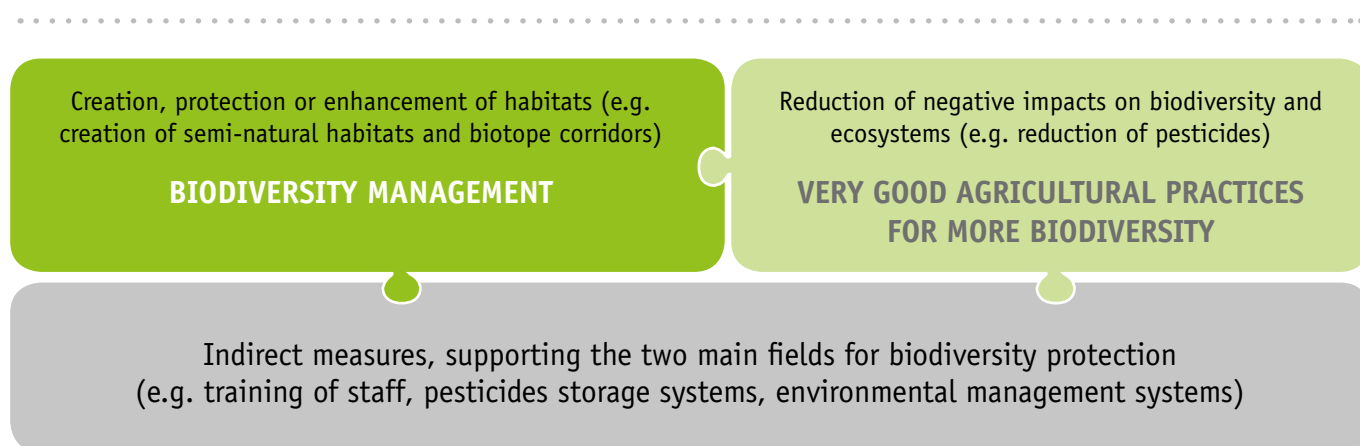 Creation, protection or enhancement of habitats (e.g.
creation of semi-natural habitats and biotope corridors)
BIODIVERSITY MANAGEMENT
Reduction of negative impacts on biodiversity and
ecosystems (e.g. reduction of pesticides)
VERY GOOD AGRICULTURAL PRACTICES
FOR MORE BIODIVERSITY
Indirect measures, supporting the two main fields for biodiversity protection
(e.g. training of staff, pesticides storage systems, environmental management systems)